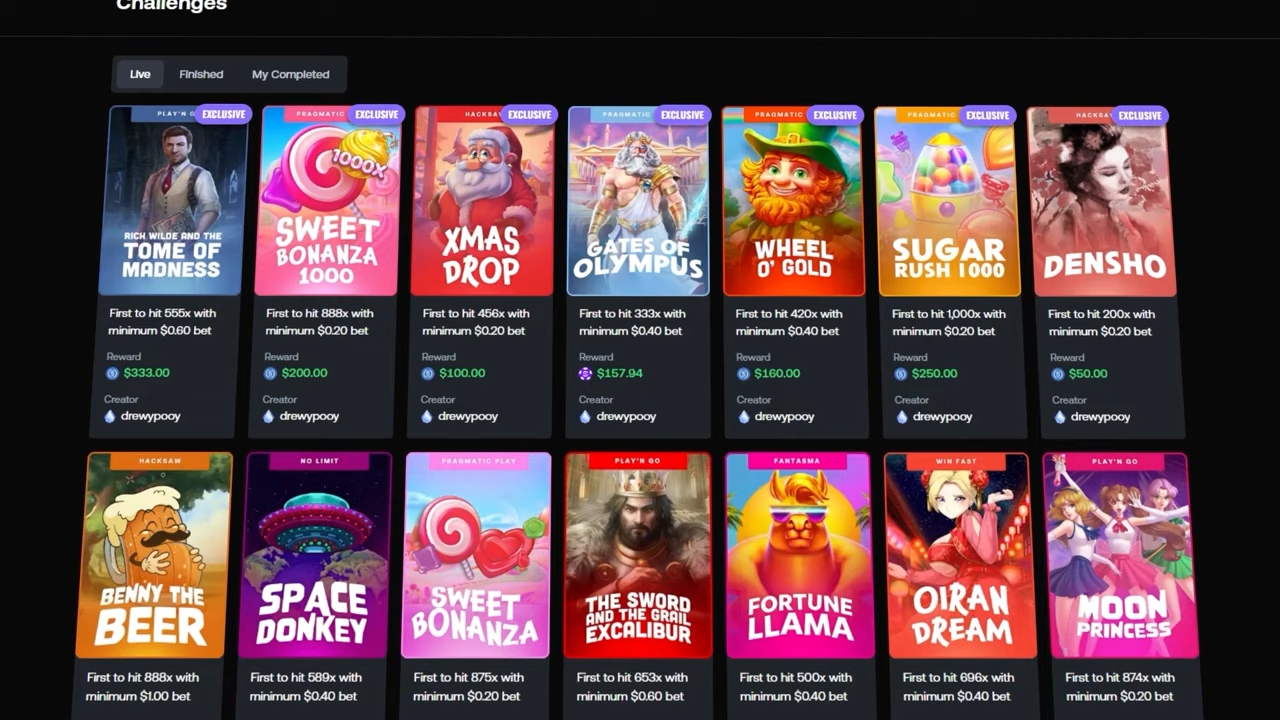 Challenges
Live
Finished
My Completed
PLAY'N G
EXCLUSIVE
RICH WILDE AND THE
TOME OF
MADNESS
First to hit 555x with
minimum $0.60 bet
Reward
$333.00
Creator
drewypooy
PRAGMATIC
EXCLUSIVE
1000X
SWEET
BONANZA
1000
First to hit 888x with
minimum $0.20 bet
Reward
$200.00
Creator
drewypooy
HACKSAW
EXCLUSIVE
XMAS
DROP
First to hit 456x with
minimum $0.20 bet
Reward
$100.00
Creator
drewypooy
PRAGMATIC
EXCLUSIVE
GATES OF
OLYMPUS
First to hit 333x with
minimum $0.40 bet
Reward
$157.94
Creator
drewypooy
PRAGMATIC
EXCLUSIVE
WHEEL
O' GOLD
First to hit 420x with
minimum $0.40 bet
Reward
$160.00
Creator
drewypooy
PRAGMATIC
EXCLUSIVE
SUGAR
RUSH 1000
First to hit 1,000x with
minimum $0.20 bet
Reward
$250.00
Creator
drewypooy
HACKSAW
EXCLUSIVE
DENSHO
First to hit 200x with
minimum $0.20 bet
Reward
$50.00
Creator
drewypooy
HACKSAW
BENNY THE
BEER
First to hit 888x with
minimum $1.00 bet
NO LIMIT
SPACE
DONKEY
First to hit 589x with
minimum $0.40 bet
PRAGMATIC PLAY
SWEET
BONANZA
First to hit 875x with
minimum $0.20 bet
PLAY'N GO
THE SWORD
AND THE GRAIL
EXCALIBUR
First to hit 653x with
minimum $0.60 bet
FANTASMA
FORTUNE
LLAMA
First to hit 500x with
minimum $0.40 bet
WIN FAST
OIRAN
DREAM
First to hit 696x with
minimum $0.40 bet
PLAY'N GO
MOON
PRINCESS
First to hit 874x with
minimum $0.20 bet